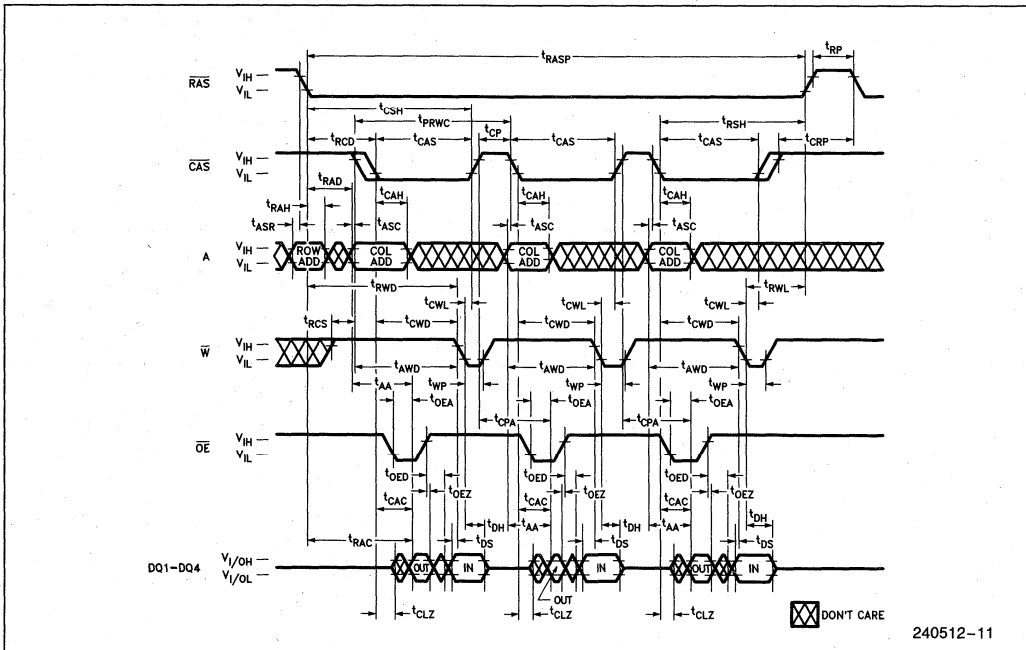 tRASP tRP
RAS VIH
VIL
tCSH
tPRWC tRSH
tRCD tCAS tCP tCAS tCAS tCRP
CAS VIH
VIL
tRAD tCAH tCAH tCAH
tRAH
tASR tASC tASC tASC
A VIH
VIL
ROW ADD COL ADD COL ADD COL ADD
tRWD tCWL tCWL tCWL tRWL
tRCS tCWD tCWD tCWD
W VIH
VIL
tAWD tAWD tAWD
tAA tWP tWP tWP
tOEA tOEA tOEA
tCPA tCPA
OE VIH
VIL
tOED tOED tOED
tOEZ tOEZ tOEZ
tCAC tCAC tCAC
tDH tAA tDH tAA tDH
tRAC tDS tDS tDS
DQ1-DQ4 VI/OH
VI/OL
OUT IN IN OUT IN
OUT
tCLZ tCLZ tCLZ
DON'T CARE
240512-11